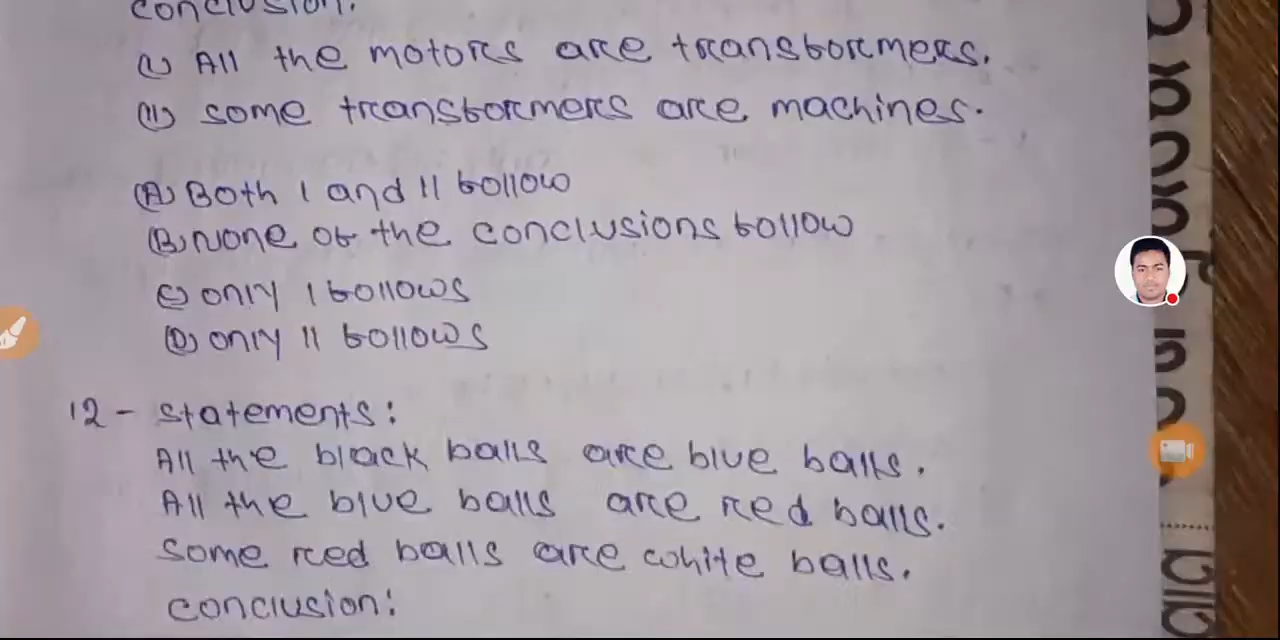 conclusion:
(I) All the motors are transformers.
(II) some transformers are machines.
(A) Both I and II follow
(B) None of the conclusions follow
(C) only I follows
(D) only II follows
12 - statements:
All the black balls are blue balls.
All the blue balls are red balls.
some red balls are white balls.
conclusion: